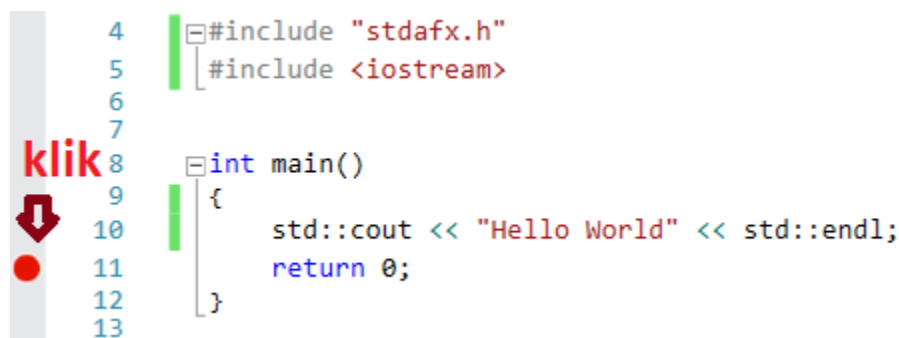 4 #include "stdafx.h"
5 #include <iostream>
6
7
klik 8 int main()
9 {
10 std::cout << "Hello World" << std::endl;
11 return 0;
12 }
13